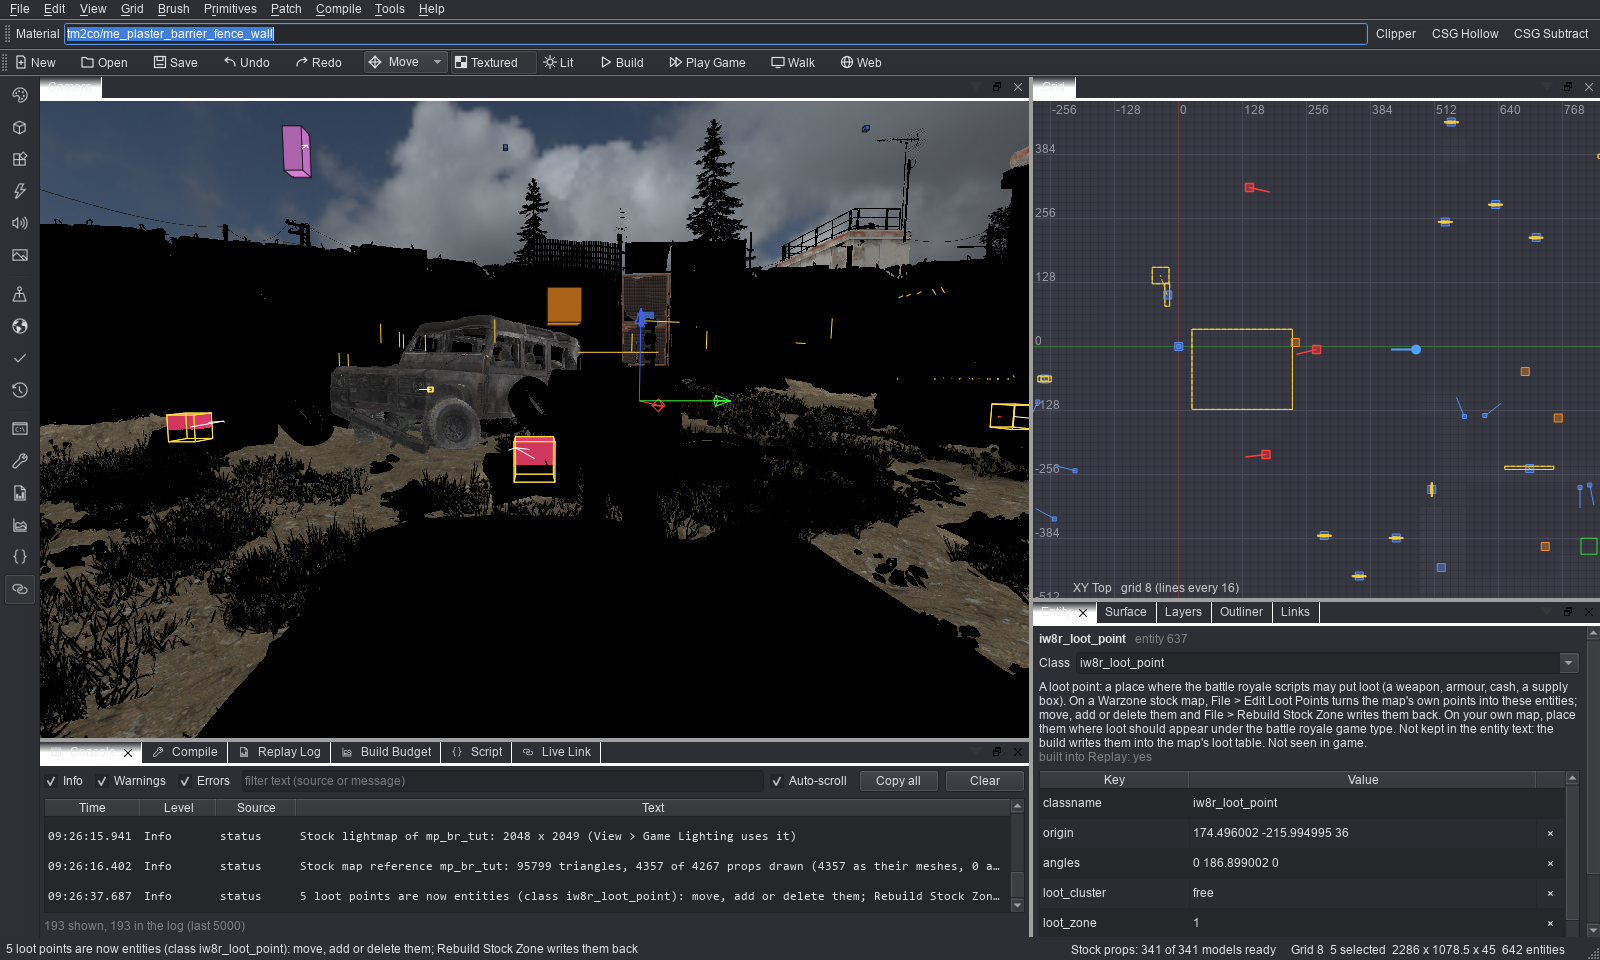 File Edit View Grid Brush Primitives Patch Compile Tools Help
Material tm2co/me_plaster_barrier_fence_wall Clipper CSG Hollow CSG Subtract
New Open Save Undo Redo Move Textured Lit Build Play Game Walk Web
Camera
Grid
-256 -128 0 128 256 384 512 640 768
384
256
128
0
-128
-256
-384
-512
XY Top grid 8 (lines every 16)
Entity Surface Layers Outliner Links
iw8r_loot_point entity 637
Class iw8r_loot_point
A loot point: a place where the battle royale scripts may put loot (a weapon, armour, cash, a supply
box). On a Warzone stock map, File > Edit Loot Points turns the map's own points into these entities;
move, add or delete them and File > Rebuild Stock Zone writes them back. On your own map, place
them where loot should appear under the battle royale game type. Not kept in the entity text: the
build writes them into the map's loot table. Not seen in game.
built into Replay: yes
Key Value
classname iw8r_loot_point
origin 174.496002 -215.994995 36
angles 0 186.899002 0
loot_cluster free
loot_zone 1
Console Compile Replay Log Build Budget Script Live Link
Info Warnings Errors filter text (source or message) Auto-scroll Copy all Clear
Time Level Source Text
09:26:15.941 Info status Stock lightmap of mp_br_tut: 2048 x 2049 (View > Game Lighting uses it)
09:26:16.402 Info status Stock map reference mp_br_tut: 95799 triangles, 4357 of 4267 props drawn (4357 as their meshes, 0 a…
09:26:37.687 Info status 5 loot points are now entities (class iw8r_loot_point): move, add or delete them; Rebuild Stock Zon…
193 shown, 193 in the log (last 5000)
5 loot points are now entities (class iw8r_loot_point): move, add or delete them; Rebuild Stock Zone writes them back
Stock props: 341 of 341 models ready Grid 8 5 selected 2286 x 1078.5 x 45 642 entities